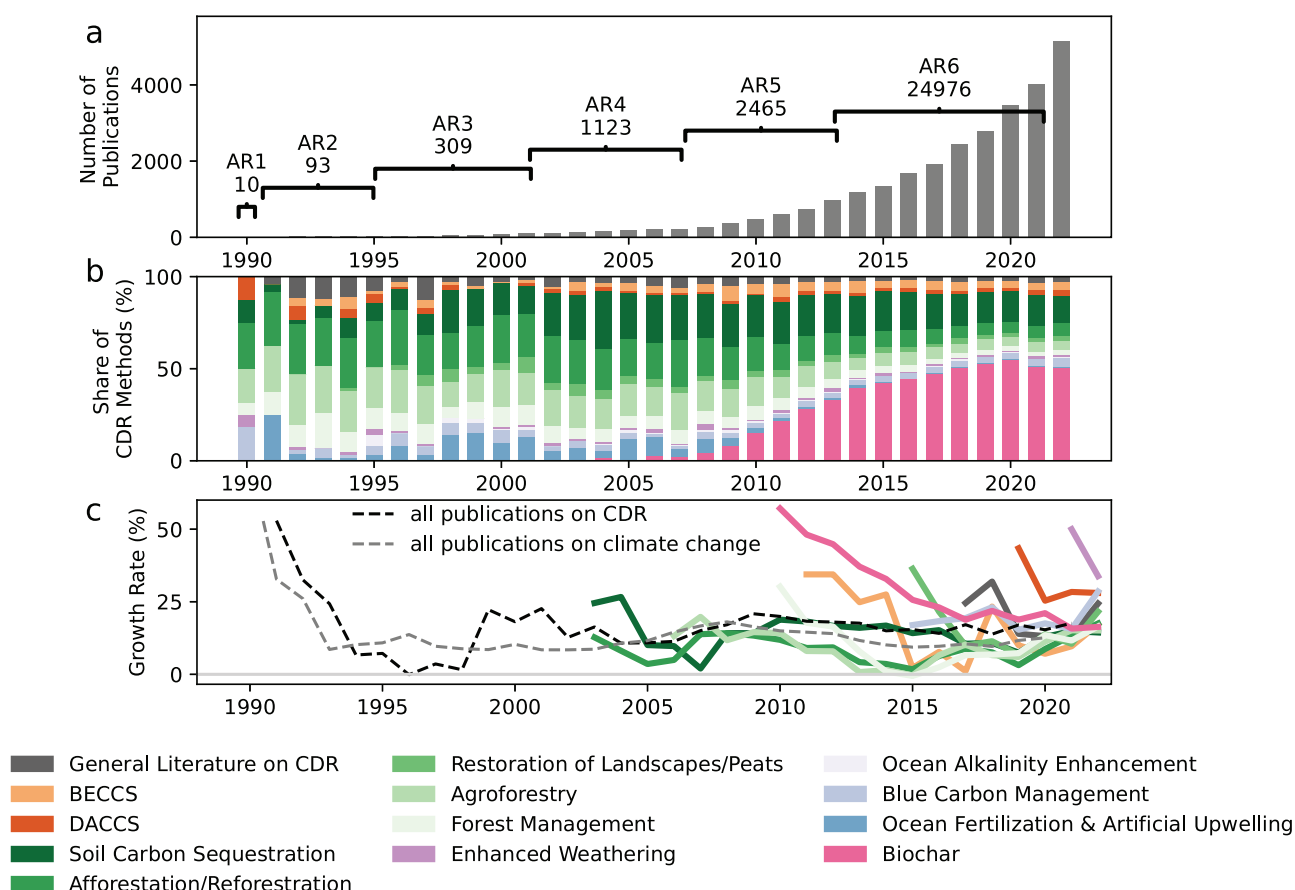 a
Number of
Publications
4000
2000
0
AR1
10
AR2
93
AR3
309
AR4
1123
AR5
2465
AR6
24976
1990
1995
2000
2005
2010
2015
2020
b
Share of
CDR Methods (%)
100
50
0
1990
1995
2000
2005
2010
2015
2020
c
Growth Rate (%)
50
25
0
all publications on CDR
all publications on climate change
1990
1995
2000
2005
2010
2015
2020
General Literature on CDR
BECCS
DACCS
Soil Carbon Sequestration
Afforestation/Reforestration
Restoration of Landscapes/Peats
Agroforestry
Forest Management
Enhanced Weathering
Ocean Alkalinity Enhancement
Blue Carbon Management
Ocean Fertilization & Artificial Upwelling
Biochar